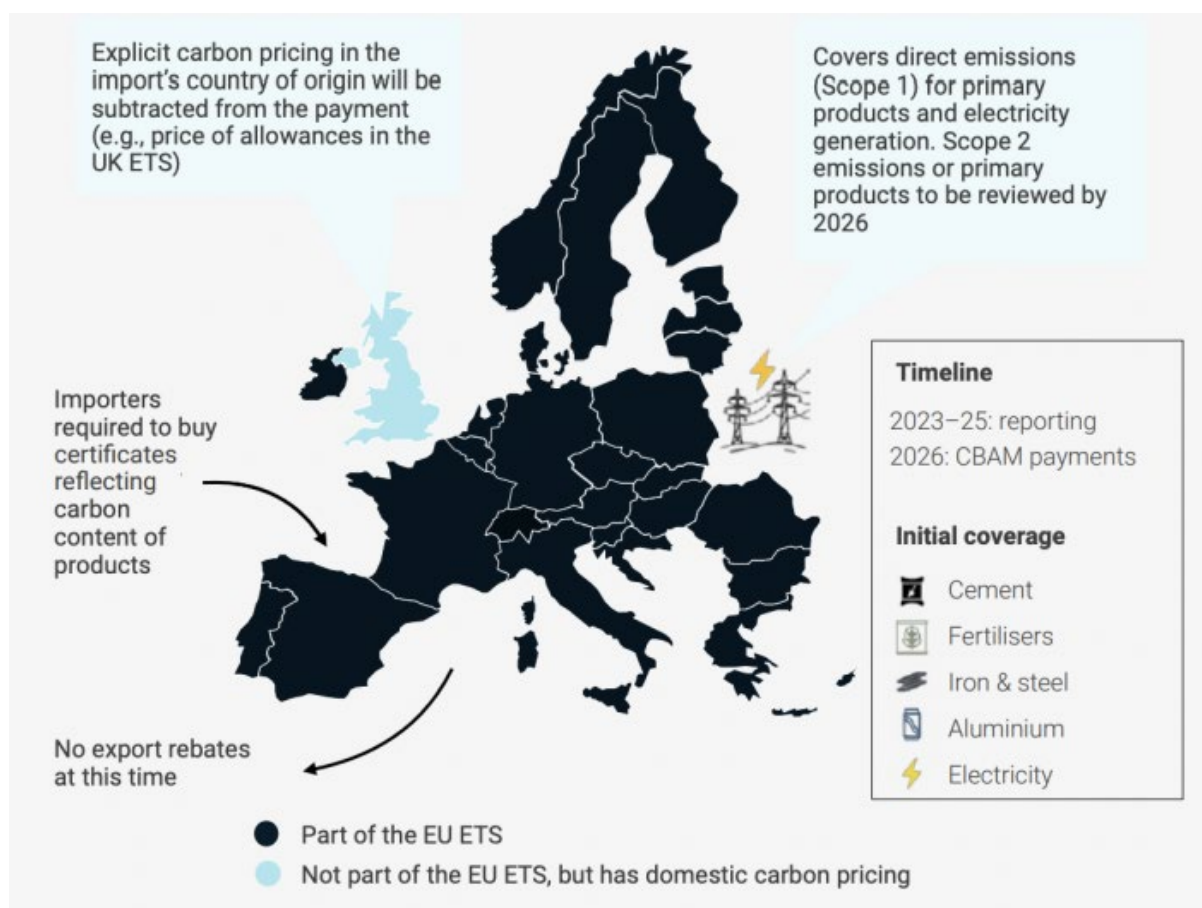 Explicit carbon pricing in the
import's country of origin will be
subtracted from the payment
(e.g., price of allowances in the
UK ETS)
Covers direct emissions
(Scope 1) for primary
products and electricity
generation. Scope 2
emissions or primary
products to be reviewed by
2026
Importers
required to buy
certificates
reflecting
carbon
content of
products
No export rebates
at this time
Timeline
2023–25: reporting
2026: CBAM payments
Initial coverage
Cement
Fertilisers
Iron & steel
Aluminium
Electricity
Part of the EU ETS
Not part of the EU ETS, but has domestic carbon pricing